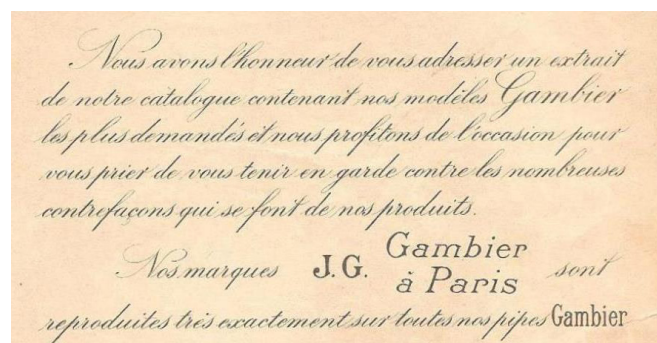 Nous avons l'honneur de vous adresser un extrait
de notre catalogue contenant nos modèles Gambier
les plus demandés et nous profitons de l'occasion pour
vous prier de vous tenir en garde contre les nombreuses
contrefaçons qui se font de nos produits.
Nos marques J.G. Gambier à Paris sont
reproduites très exactement sur toutes nos pipes Gambier